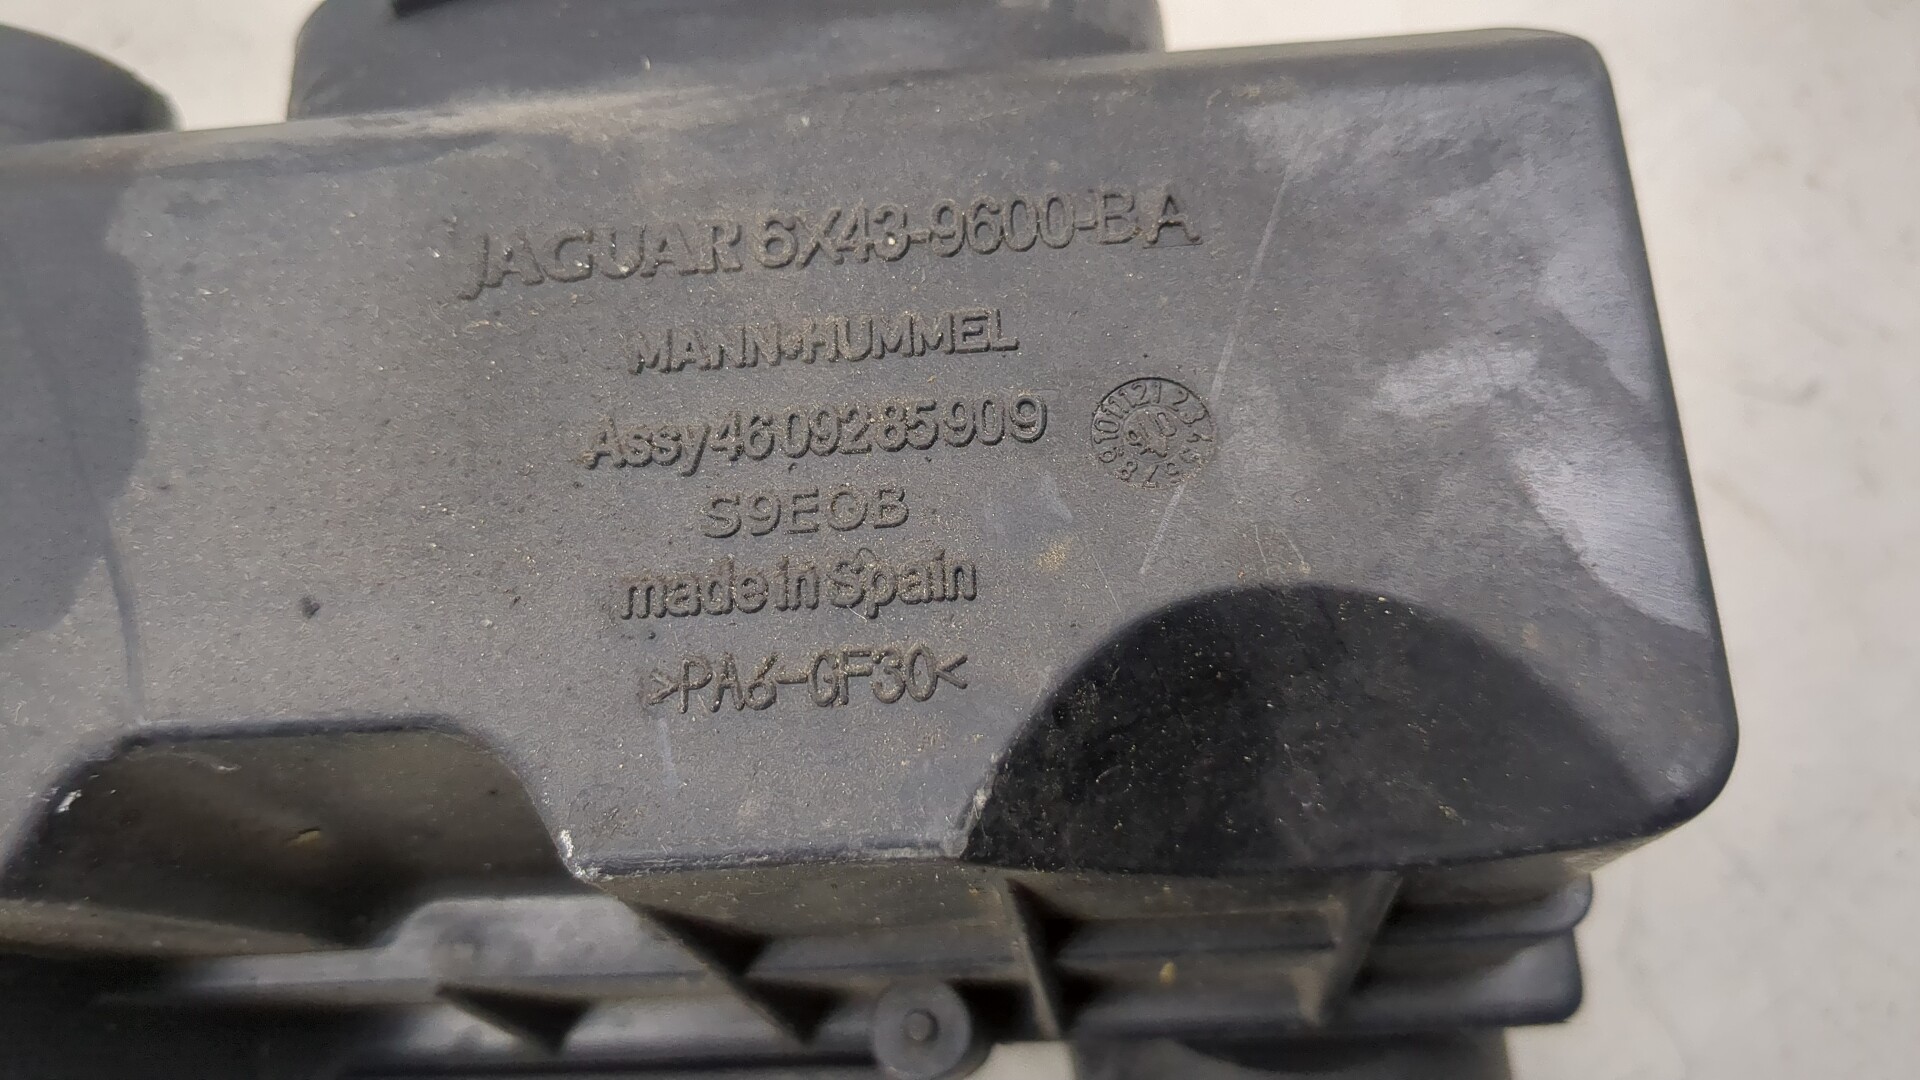 JAGUAR 6X43-9600-BA
MANN+HUMMEL
Assy4609285909
S9EOB
made in Spain
>PA6-GF30<